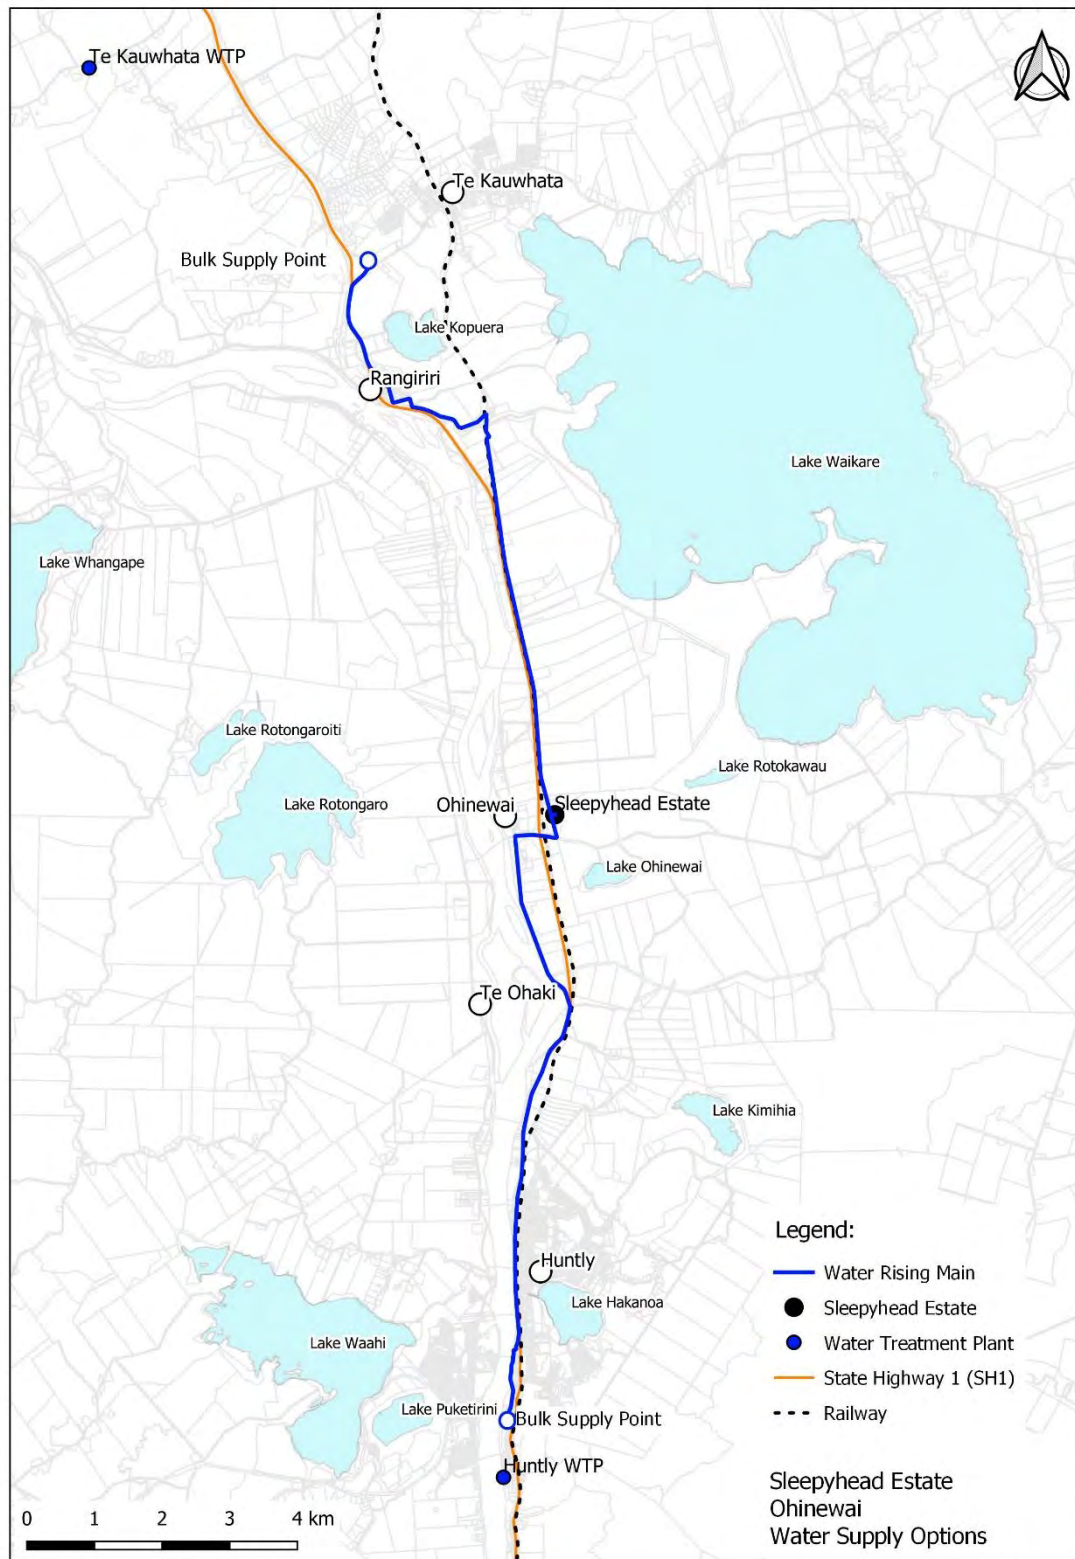 Te Kauwhata WTP
Te Kauwhata
Bulk Supply Point
Lake Kopuera
Rangiriri
Lake Waikare
Lake Whangape
Lake Rotongaroiti
Lake Rotokawau
Lake Rotongaro
Ohinewai
Sleepyhead Estate
Lake Ohinewai
Te Ohaki
Lake Kimihia
Huntly
Lake Hakanoa
Lake Waahi
Lake Puketirini
Bulk Supply Point
Huntly WTP
Legend:
Water Rising Main
Sleepyhead Estate
Water Treatment Plant
State Highway 1 (SH1)
Railway
Sleepyhead Estate
Ohinewai
Water Supply Options
0 1 2 3 4 km